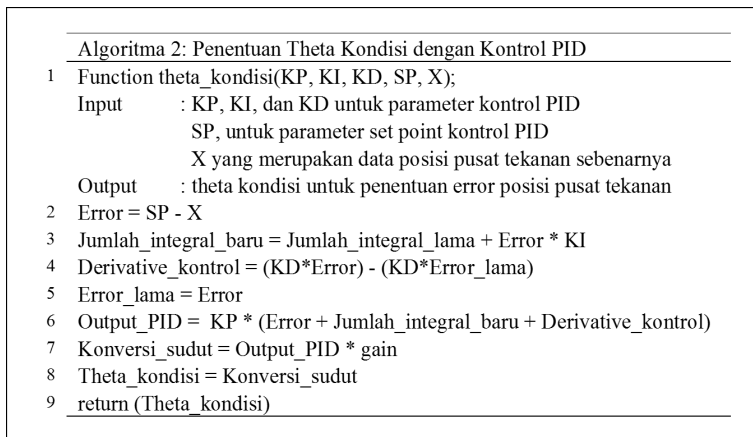 Algoritma 2: Penentuan Theta Kondisi dengan Kontrol PID
1 Function theta_kondisi(KP, KI, KD, SP, X);
Input : KP, KI, dan KD untuk parameter kontrol PID
SP, untuk parameter set point kontrol PID
X yang merupakan data posisi pusat tekanan sebenarnya
Output : theta kondisi untuk penentuan error posisi pusat tekanan
2 Error = SP - X
3 Jumlah_integral_baru = Jumlah_integral_lama + Error * KI
4 Derivative_kontrol = (KD*Error) - (KD*Error_lama)
5 Error_lama = Error
6 Output_PID = KP * (Error + Jumlah_integral_baru + Derivative_kontrol)
7 Konversi_sudut = Output_PID * gain
8 Theta_kondisi = Konversi_sudut
9 return (Theta_kondisi)